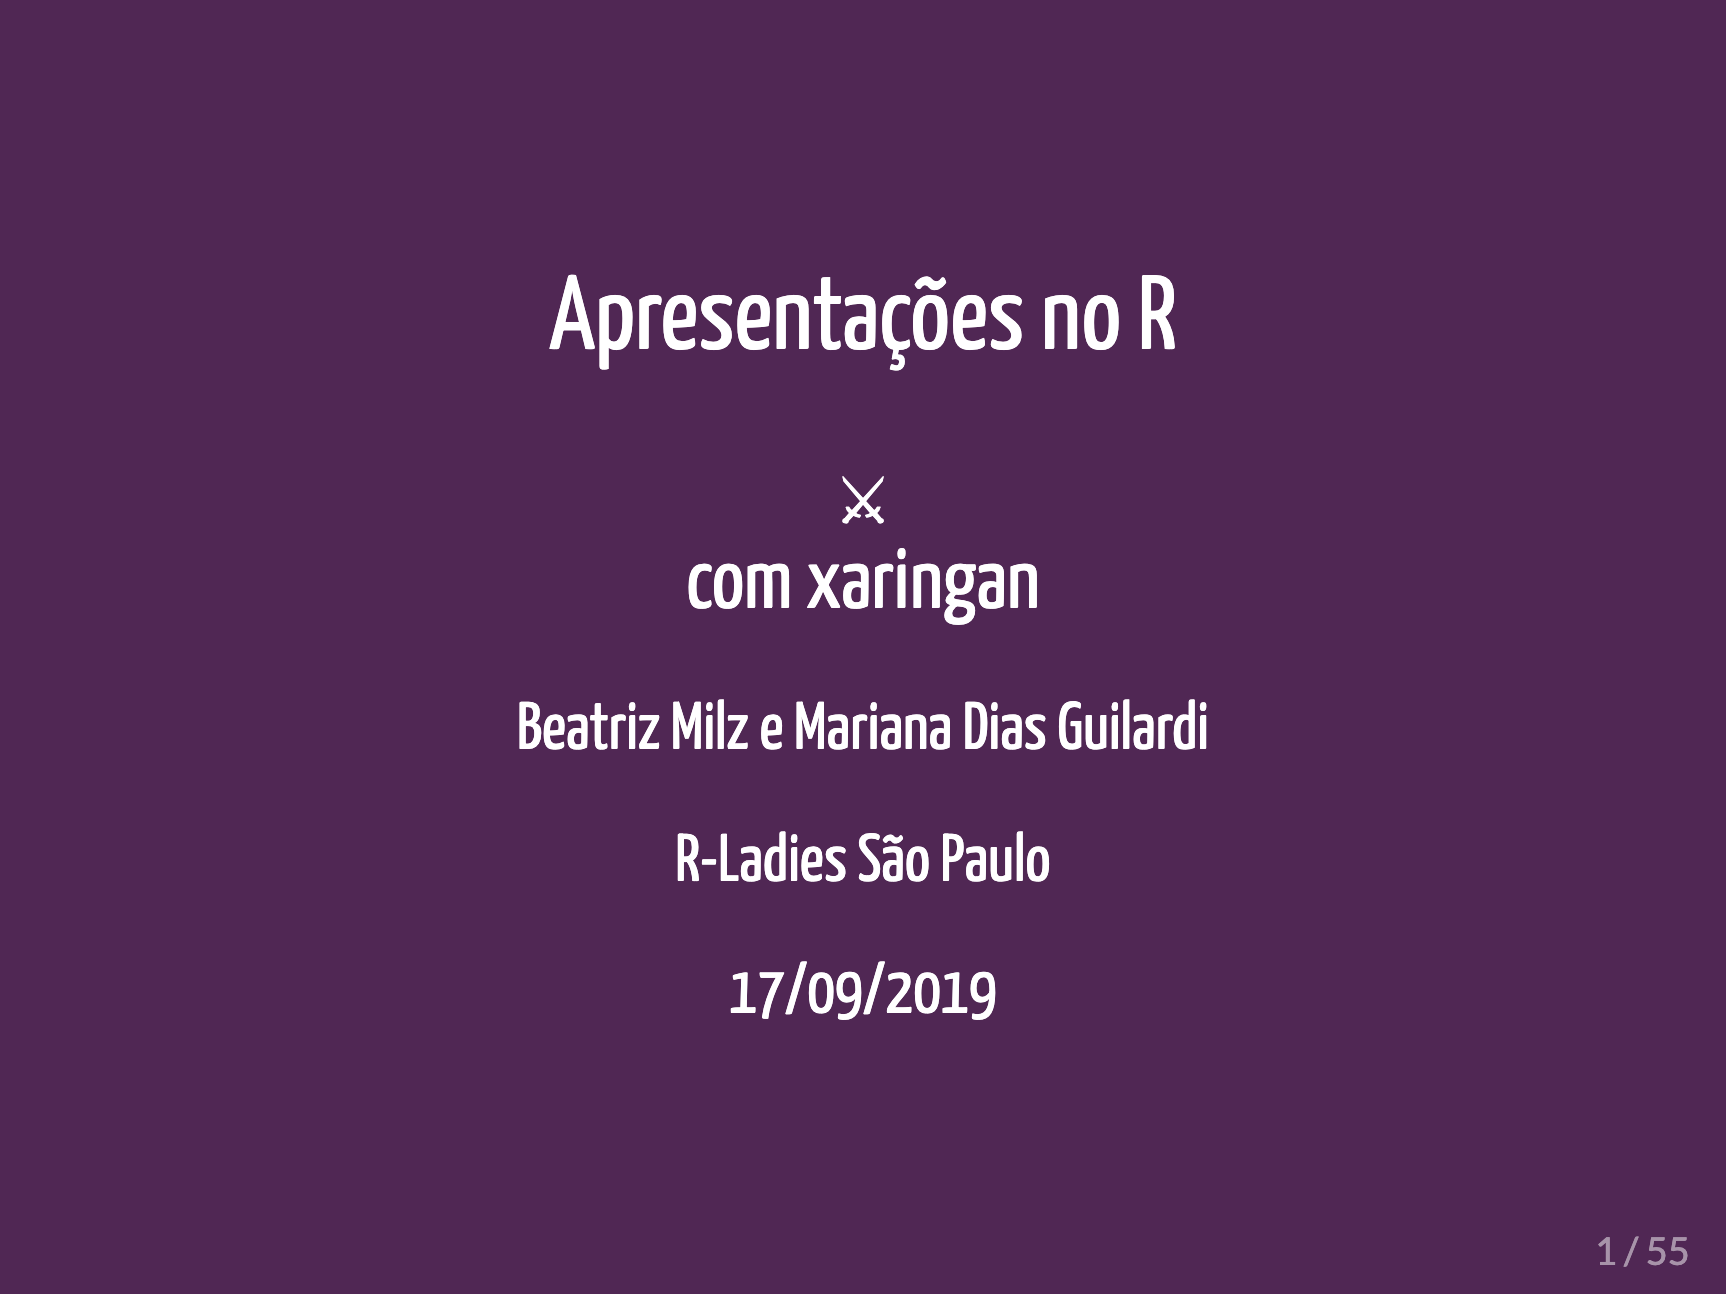 Apresentações no R
⚔
com xaringan
Beatriz Milz e Mariana Dias Guilardi
R-Ladies São Paulo
17/09/2019
1 / 55